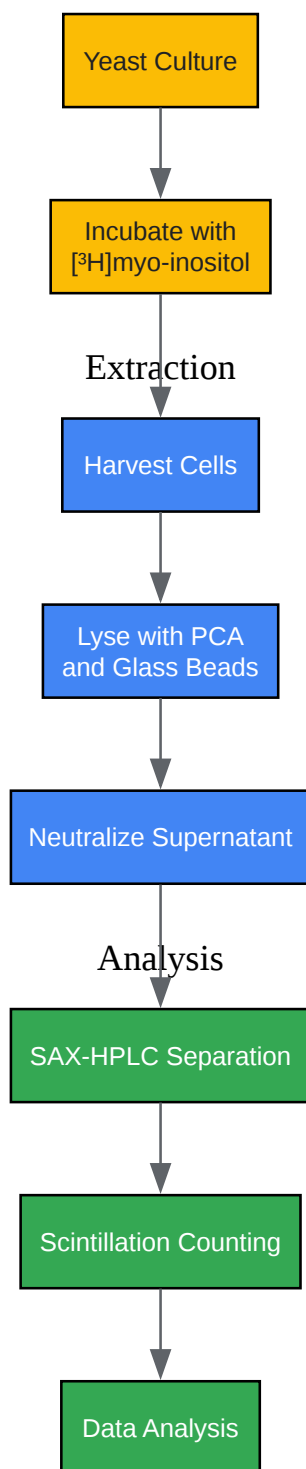 Yeast Culture
Incubate with
[³H]myo-inositol
Extraction
Harvest Cells
Lyse with PCA
and Glass Beads
Neutralize Supernatant
Analysis
SAX-HPLC Separation
Scintillation Counting
Data Analysis